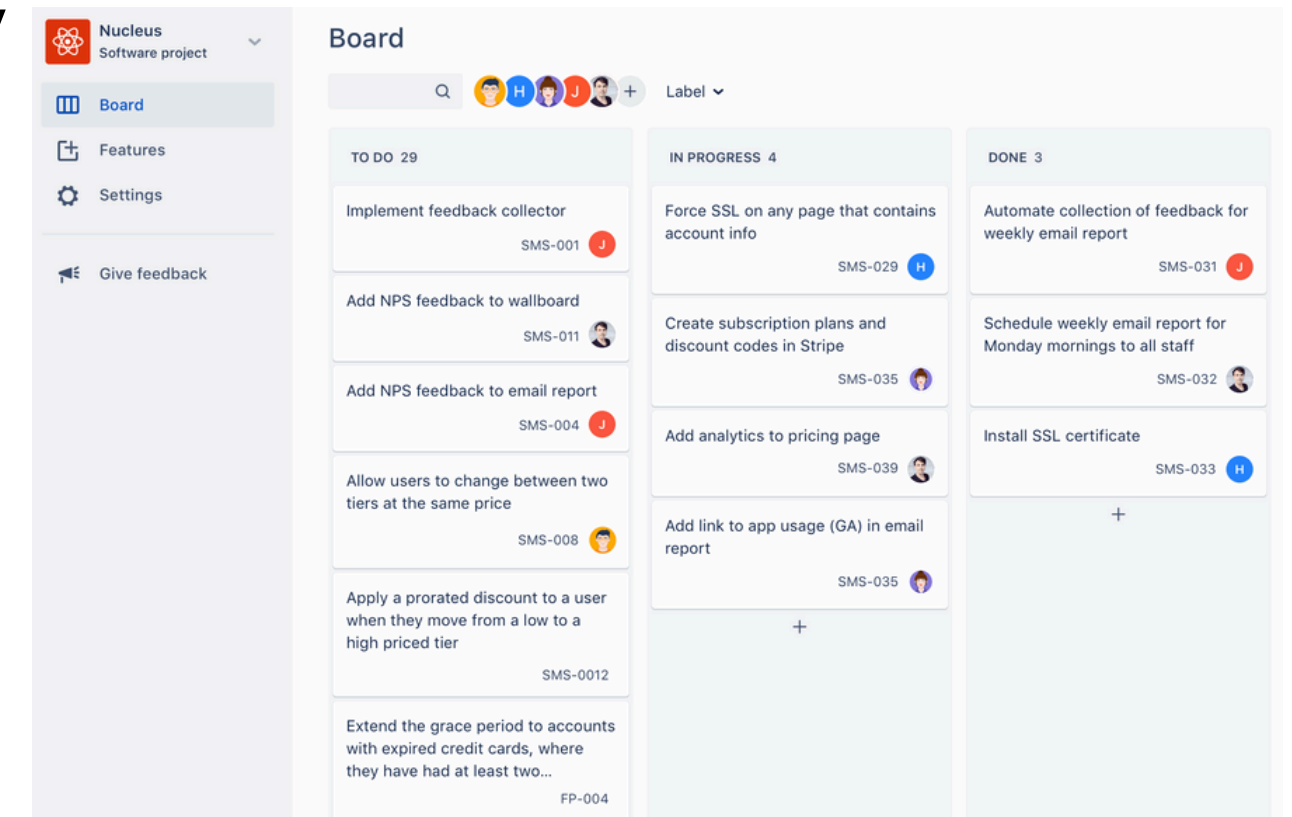 Nucleus
Software project
Board
Features
Settings
Give feedback
Board
H
J
+
Label
TO DO 29
Implement feedback collector
SMS-001 J
Add NPS feedback to wallboard
SMS-011
Add NPS feedback to email report
SMS-004 J
Allow users to change between two
tiers at the same price
SMS-008
Apply a prorated discount to a user
when they move from a low to a
high priced tier
SMS-0012
Extend the grace period to accounts
with expired credit cards, where
they have had at least two...
FP-004
IN PROGRESS 4
Force SSL on any page that contains
account info
SMS-029 H
Create subscription plans and
discount codes in Stripe
SMS-035
Add analytics to pricing page
SMS-039
Add link to app usage (GA) in email
report
SMS-035
+
DONE 3
Automate collection of feedback for
weekly email report
SMS-031 J
Schedule weekly email report for
Monday mornings to all staff
SMS-032
Install SSL certificate
SMS-033 H
+